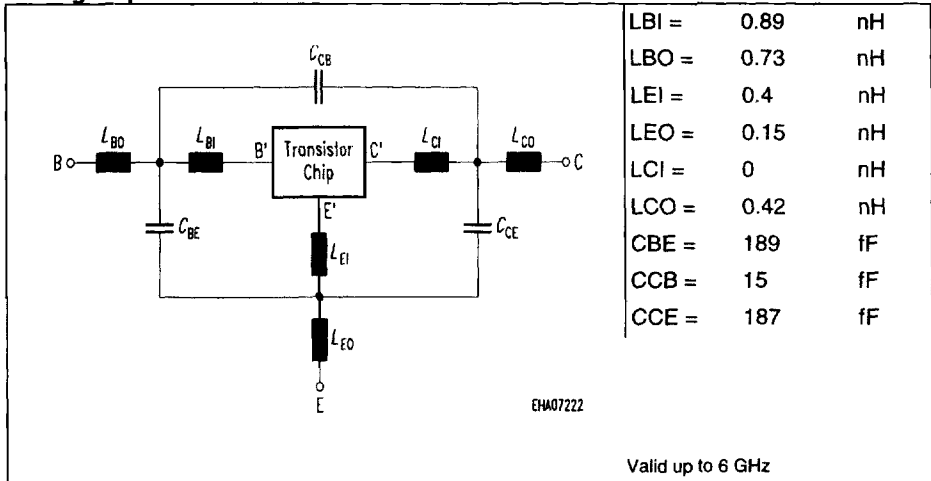 C_CB
L_BO
L_BI
L_CI
L_CO
B
B'
Transistor
Chip
C'
C
E'
C_BE
C_CE
L_EI
L_EO
E
EHA07222
LBI = 0.89 nH
LBO = 0.73 nH
LEI = 0.4 nH
LEO = 0.15 nH
LCI = 0 nH
LCO = 0.42 nH
CBE = 189 fF
CCB = 15 fF
CCE = 187 fF
Valid up to 6 GHz